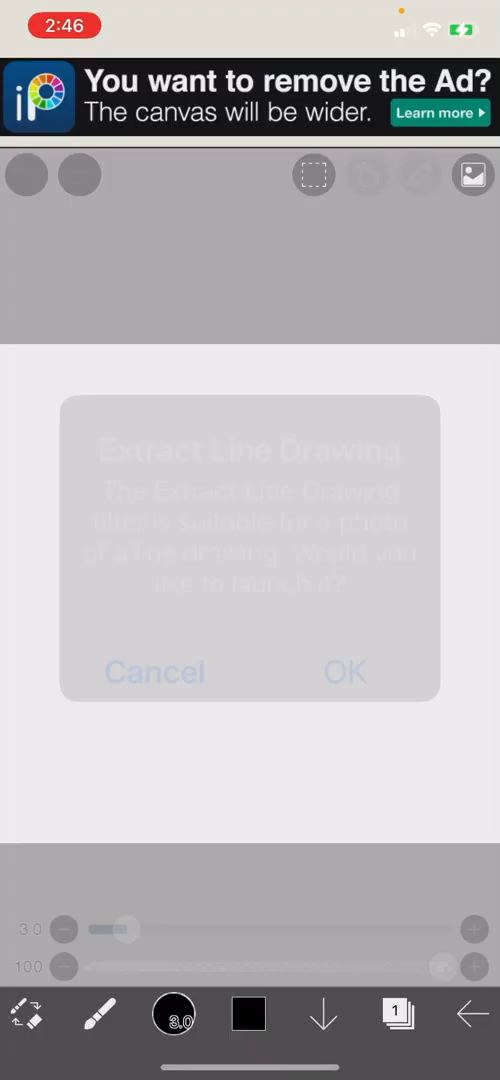 2:46
iP
You want to remove the Ad?
The canvas will be wider.
Learn more
Extract Line Drawing
The Extract Line Drawing
filter is suitable for a photo
of a line drawing. Would you
like to launch it?
Cancel
OK
3.0
100
3.0
1